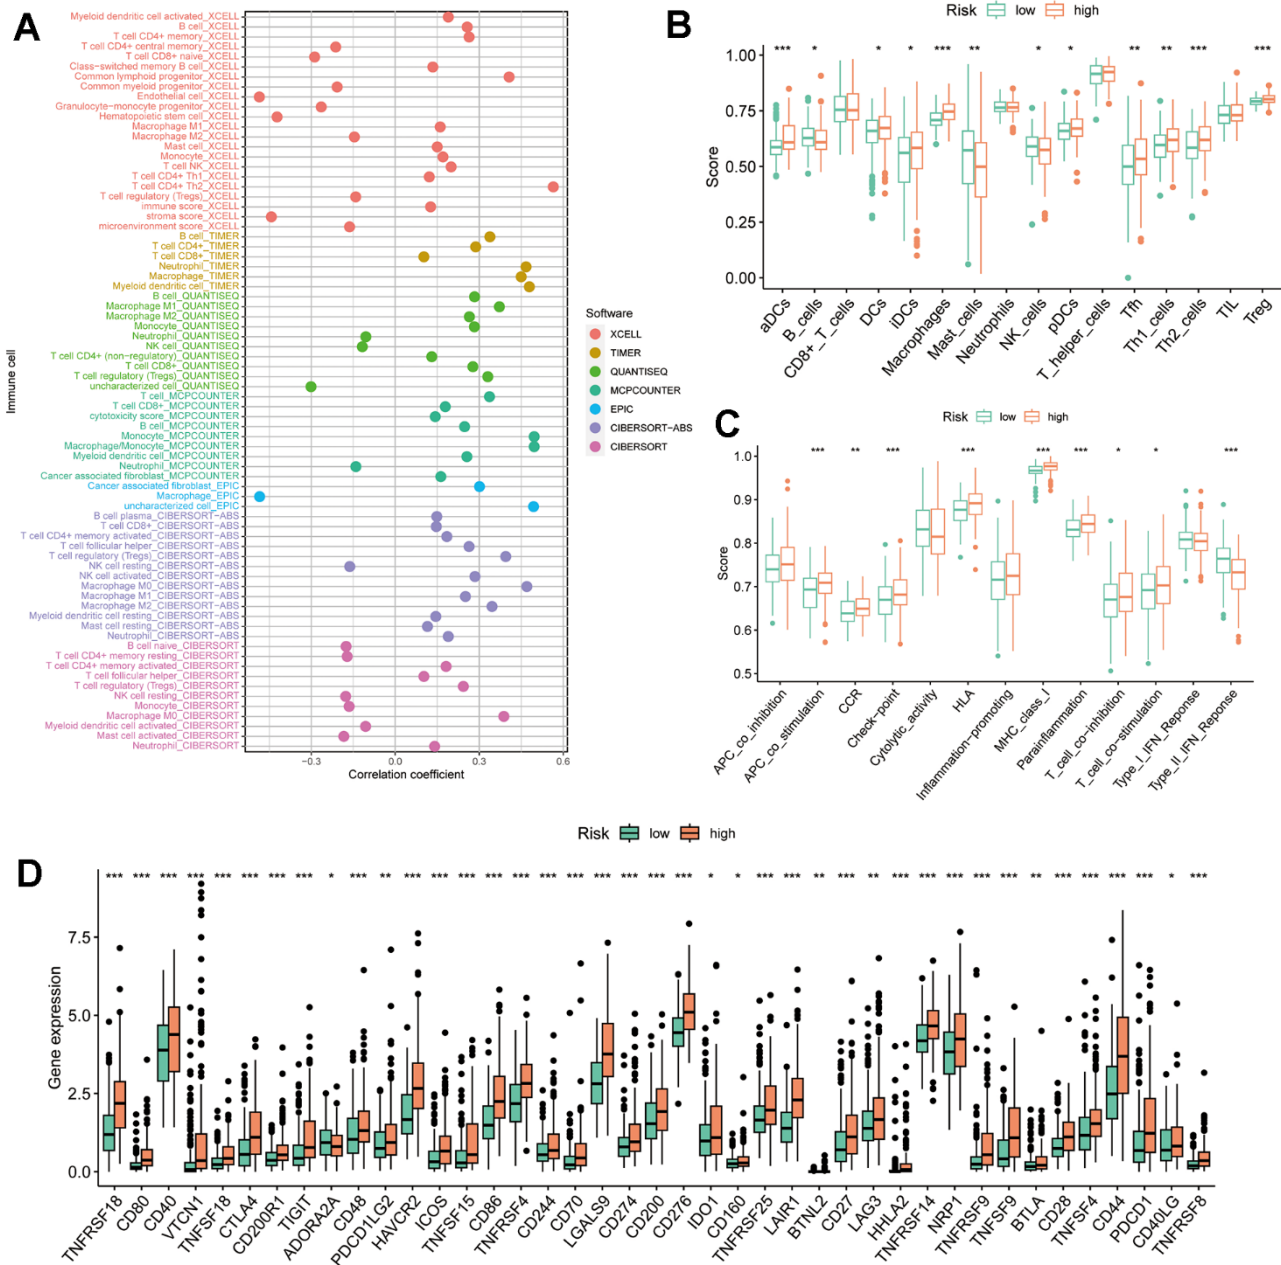 A
Immune cell
Myeloid dendritic cell activated_XCELL
B cell_XCELL
T cell CD4+ memory_XCELL
T cell CD4+ central memory_XCELL
T cell CD8+ naive_XCELL
Class-switched memory B cell_XCELL
Common lymphoid progenitor_XCELL
Common myeloid progenitor_XCELL
Endothelial cell_XCELL
Granulocyte-monocyte progenitor_XCELL
Hematopoietic stem cell_XCELL
Macrophage M1_XCELL
Macrophage M2_XCELL
Mast cell_XCELL
Monocyte_XCELL
T cell NK_XCELL
T cell CD4+ Th1_XCELL
T cell CD4+ Th2_XCELL
T cell regulatory (Tregs)_XCELL
immune score_XCELL
stroma score_XCELL
microenvironment score_XCELL
B cell_TIMER
T cell CD4+_TIMER
T cell CD8+_TIMER
Neutrophil_TIMER
Macrophage_TIMER
Myeloid dendritic cell_TIMER
B cell_QUANTISEQ
Macrophage M1_QUANTISEQ
Macrophage M2_QUANTISEQ
Monocyte_QUANTISEQ
Neutrophil_QUANTISEQ
NK cell_QUANTISEQ
T cell CD4+ (non-regulatory)_QUANTISEQ
T cell CD8+_QUANTISEQ
T cell regulatory (Tregs)_QUANTISEQ
uncharacterized cell_QUANTISEQ
T cell_MCPCOUNTER
T cell CD8+_MCPCOUNTER
cytotoxicity score_MCPCOUNTER
B cell_MCPCOUNTER
Monocyte_MCPCOUNTER
Macrophage/Monocyte_MCPCOUNTER
Myeloid dendritic cell_MCPCOUNTER
Neutrophil_MCPCOUNTER
Cancer associated fibroblast_MCPCOUNTER
Cancer associated fibroblast_EPIC
Macrophage_EPIC
uncharacterized cell_EPIC
B cell plasma_CIBERSORT-ABS
T cell CD8+_CIBERSORT-ABS
T cell CD4+ memory activated_CIBERSORT-ABS
T cell follicular helper_CIBERSORT-ABS
T cell regulatory (Tregs)_CIBERSORT-ABS
NK cell resting_CIBERSORT-ABS
NK cell activated_CIBERSORT-ABS
Macrophage M0_CIBERSORT-ABS
Macrophage M1_CIBERSORT-ABS
Macrophage M2_CIBERSORT-ABS
Myeloid dendritic cell resting_CIBERSORT-ABS
Mast cell resting_CIBERSORT-ABS
Neutrophil_CIBERSORT-ABS
B cell naive_CIBERSORT
T cell CD4+ memory resting_CIBERSORT
T cell CD4+ memory activated_CIBERSORT
T cell follicular helper_CIBERSORT
T cell regulatory (Tregs)_CIBERSORT
NK cell resting_CIBERSORT
Monocyte_CIBERSORT
Macrophage M0_CIBERSORT
Myeloid dendritic cell activated_CIBERSORT
Mast cell activated_CIBERSORT
Neutrophil_CIBERSORT
-0.3 0.0 0.3 0.6
Correlation coefficient
Software
XCELL
TIMER
QUANTISEQ
MCPCOUNTER
EPIC
CIBERSORT-ABS
CIBERSORT
B
Risk low high
*** * * * *** ** * * ** ** *** ***
Score
1.00
0.75
0.50
0.25
0.00
aDCs
B_cells
CD8+_T_cells
DCs
iDCs
Macrophages
Mast_cells
Neutrophils
NK_cells
pDCs
T_helper_cells
Tfh
Th1_cells
Th2_cells
TIL
Treg
C
Risk low high
*** ** *** *** *** *** * * ***
Score
1.0
0.9
0.8
0.7
0.6
0.5
APC_co_inhibition
APC_co_stimulation
CCR
Check-point
Cytolytic_activity
HLA
Inflammation-promoting
MHC_class_I
Parainflammation
T_cell_co-inhibition
T_cell_co-stimulation
Type_I_IFN_Reponse
Type_II_IFN_Reponse
D
Risk low high
*** *** *** *** *** *** *** *** * *** ** *** *** *** *** *** *** *** *** *** *** *** * * *** *** ** *** ** *** *** *** *** *** ** *** *** *** *** * ***
Gene expression
7.5
5.0
2.5
0.0
TNFRSF18
CD80
CD40
VTCN1
TNFSF18
CTLA4
CD200R1
TIGIT
ADORA2A
CD48
PDCD1LG2
HAVCR2
ICOS
TNFSF15
CD86
TNFRSF4
CD244
CD70
LGALS9
CD274
CD200
CD276
IDO1
CD160
TNFRSF25
LAIR1
BTNL2
CD27
LAG3
HHLA2
TNFRSF14
NRP1
TNFRSF9
TNFSF9
BTLA
CD28
TNFSF4
CD44
PDCD1
CD40LG
TNFRSF8